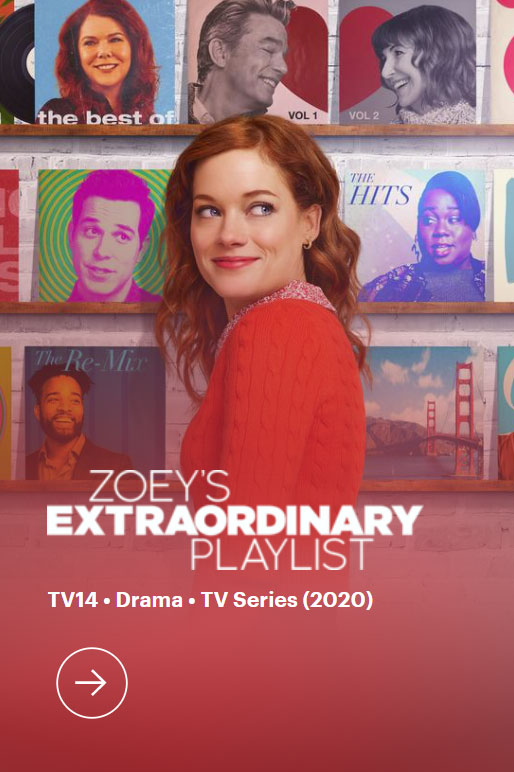 the best of
VOL 1
VOL 2
THE
HITS
The Re-Mix
ZOEY'S
EXTRAORDINARY
PLAYLIST
TV14 • Drama • TV Series (2020)